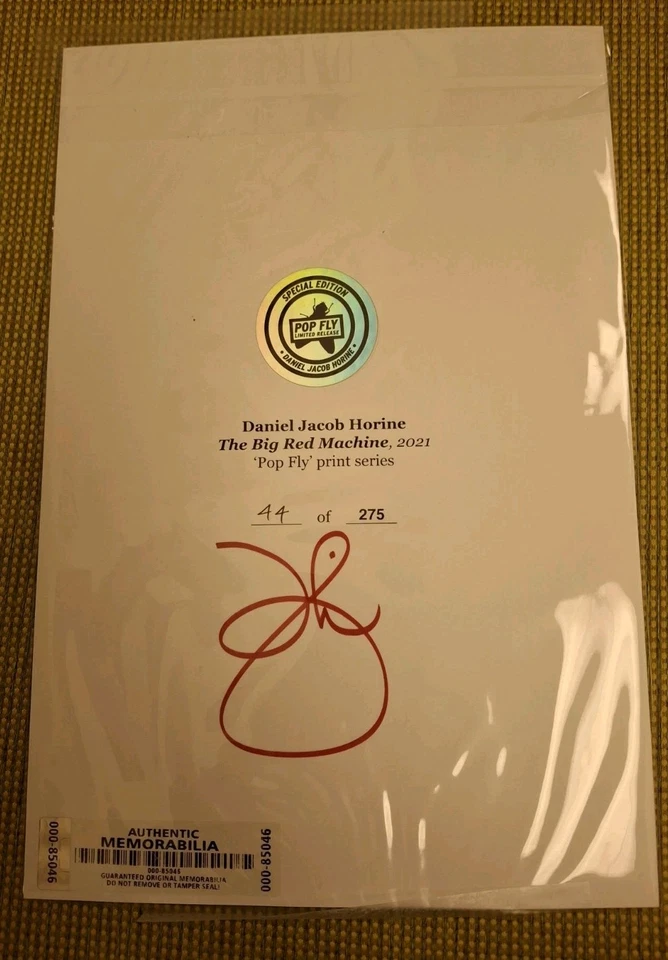 SPECIAL EDITION
POP FLY
LIMITED RELEASE
• DANIEL JACOB HORINE •
Daniel Jacob Horine
The Big Red Machine, 2021
‘Pop Fly’ print series
44 of 275
000-85046
AUTHENTIC
MEMORABILIA
000-85046
GUARANTEED ORIGINAL MEMORABILIA
DO NOT REMOVE OR TAMPER SEAL!
000-85046